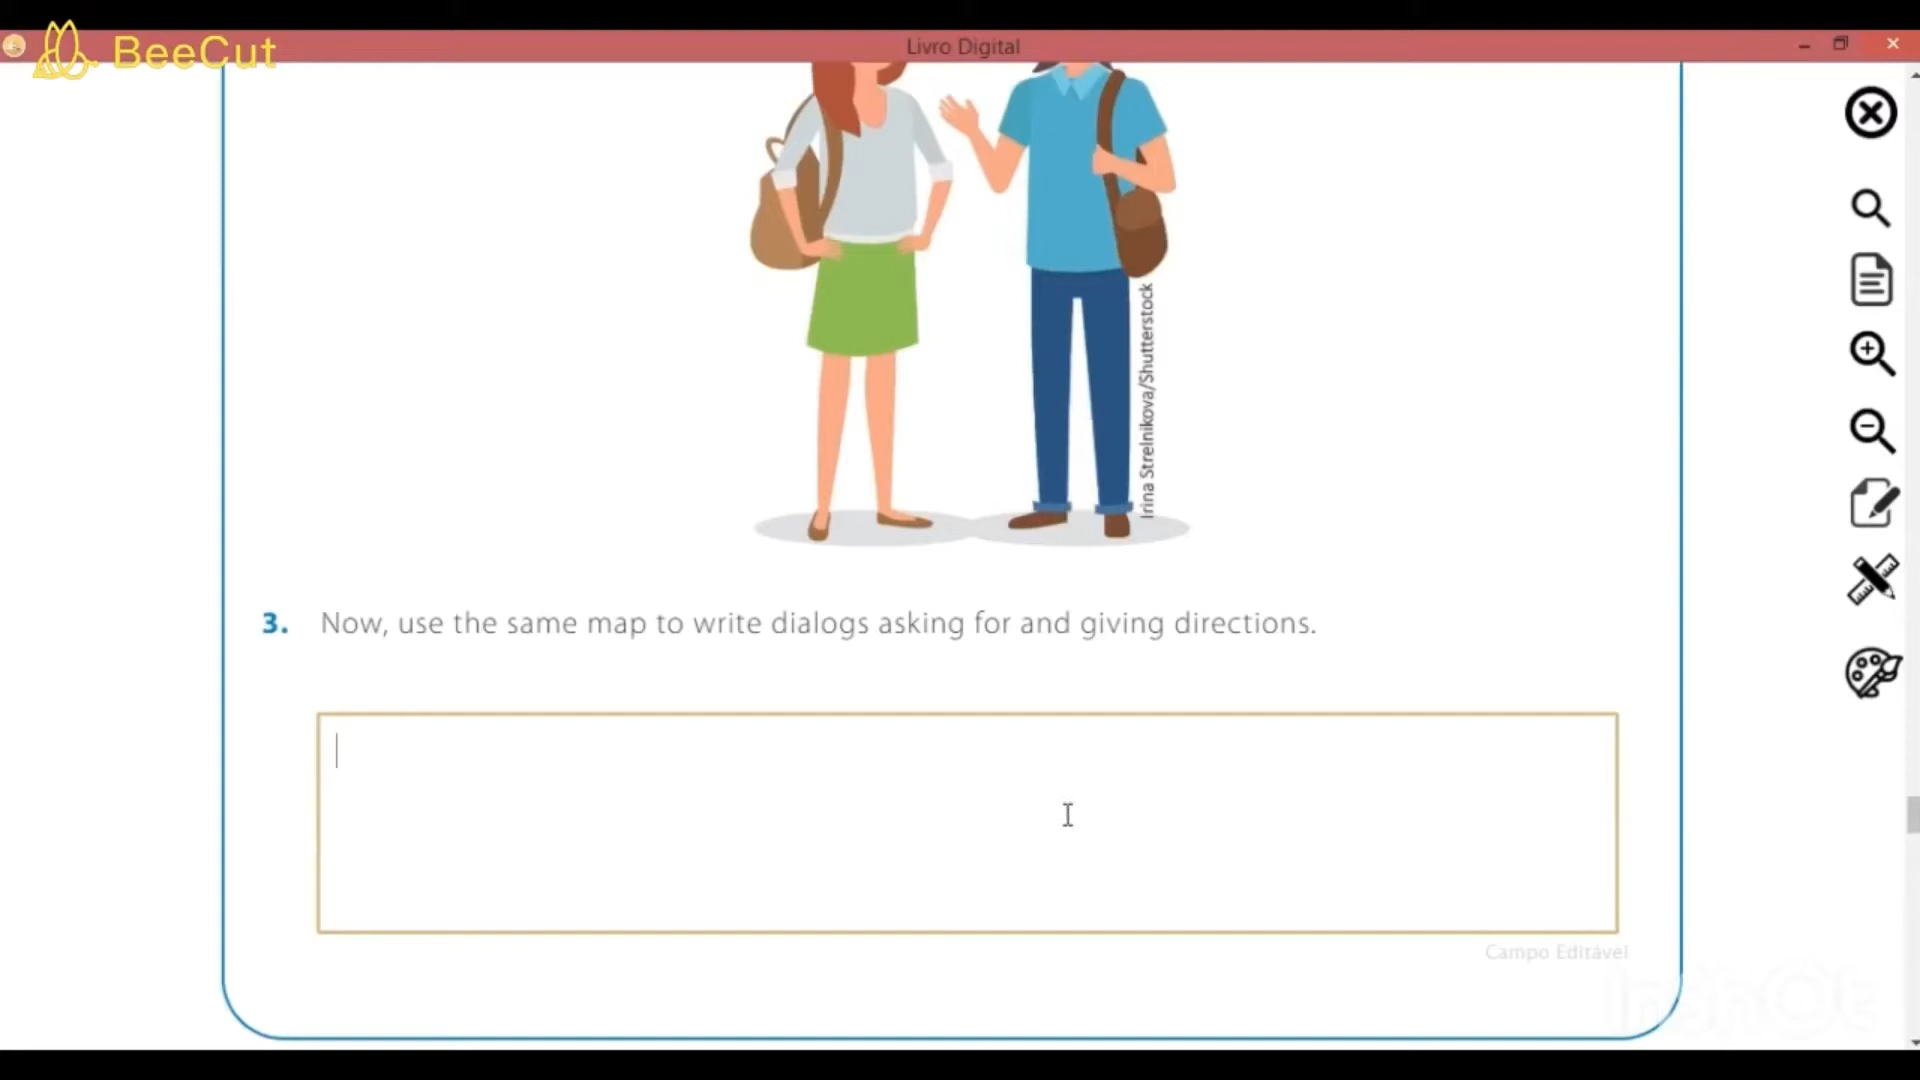 BeeCut
Livro Digital
Irina Strelnikova/Shutterstock
3. Now, use the same map to write dialogs asking for and giving directions.
Campo Editável
InShOt